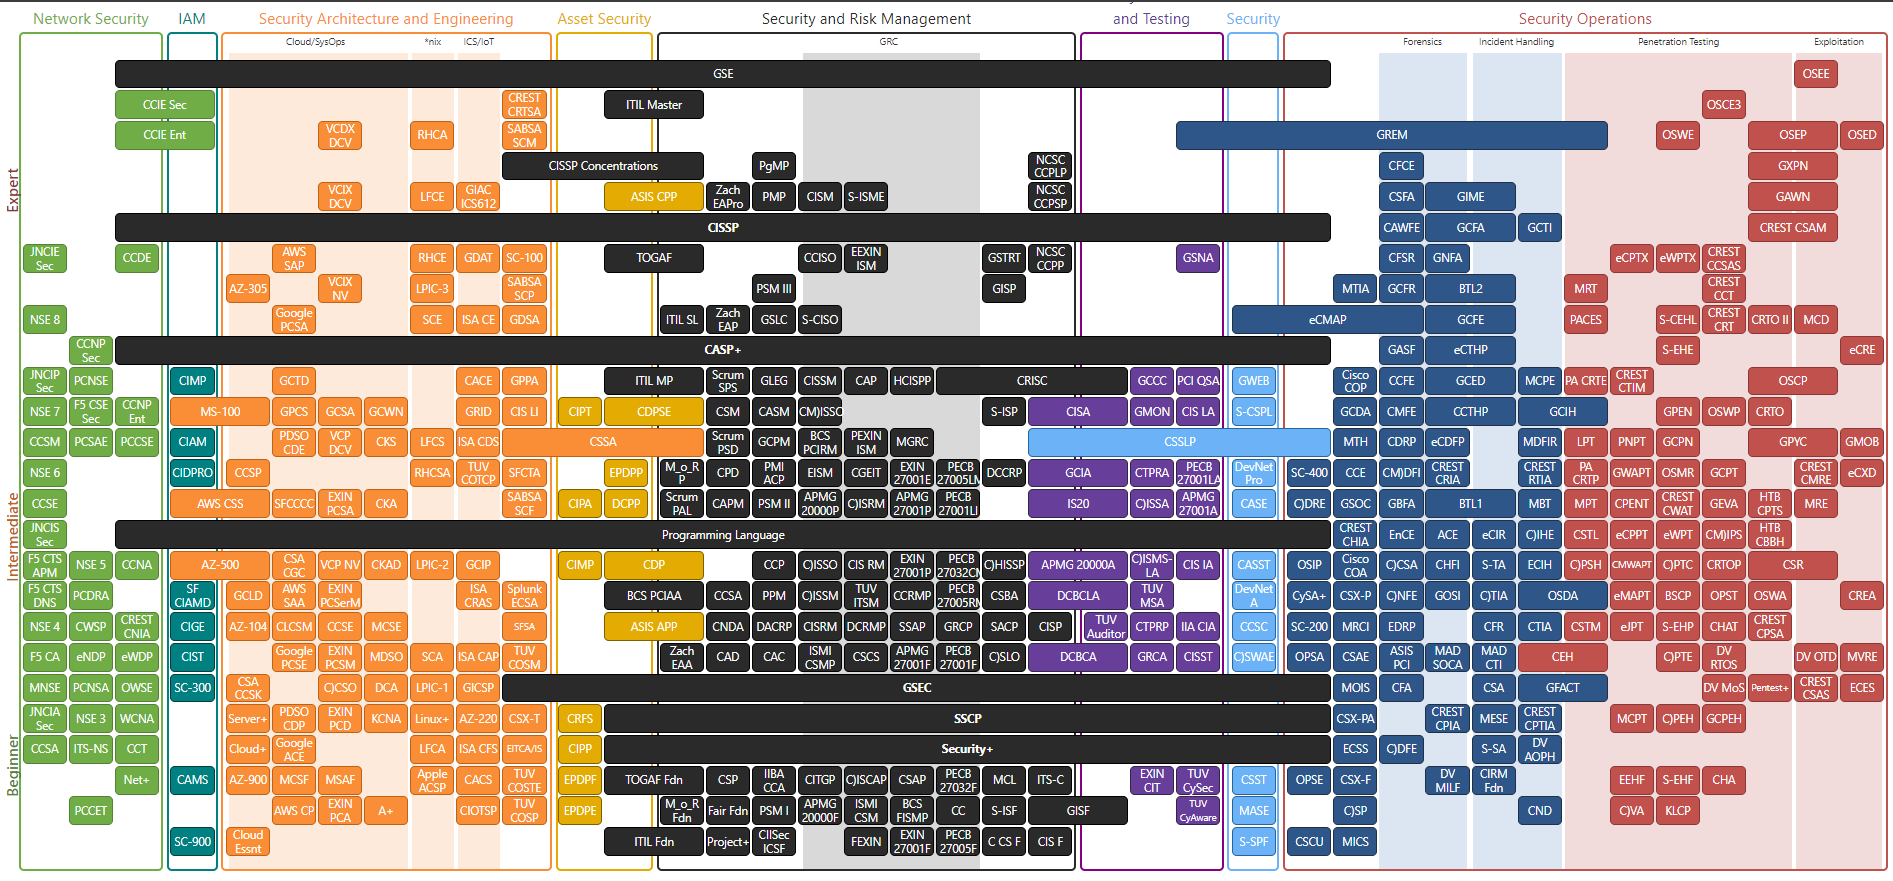 Network Security IAM Security Architecture and Engineering Asset Security Security and Risk Management and Testing Security Security Operations
Cloud/SysOps *nix ICS/IoT GRC Forensics Incident Handling Penetration Testing Exploitation
Expert
Intermediate
Beginner
GSE OSEE
CCIE Sec CREST CRTSA ITIL Master OSCE3
CCIE Ent VCDX DCV RHCA SABSA SCM GREM OSWE OSEP OSED
CISSP Concentrations PgMP NCSC CCPLP CFCE GXPN
VCIX DCV LFCE GIAC ICS612 ASIS CPP Zach EAPro PMP CISM S-ISME NCSC CCPSP CSFA GIME GAWN
CISSP CAWFE GCFA GCTI CREST CSAM
JNCIE Sec CCDE AWS SAP RHCE GDAT SC-100 TOGAF CCISO EEXIN ISM GSTRT NCSC CCPP GSNA CFSR GNFA eCPTX eWPTX CREST CCSAS
AZ-305 VCIX NV LPIC-3 SABSA SCP PSM III GISP MTIA GCFR BTL2 MRT CREST CCT
NSE 8 Google PCSA SCE ISA CE GDSA ITIL SL Zach EAP GSLC S-CISO eCMAP GCFE PACES S-CEHL CREST CRT CRTO II MCD
CCNP Sec CASP+ GASF eCTHP S-EHE eCRE
JNCIP Sec PCNSE CIMP GCTD CACE GPPA ITIL MP Scrum SPS GLEG CISSM CAP HCISPP CRISC GCCC PCI QSA GWEB Cisco COP CCFE GCED MCPE PA CRTE CREST CTIM OSCP
NSE 7 F5 CSE Sec CCNP Ent MS-100 GPCS GCSA GCWN GRID CIS LI CIPT CDPSE CSM CASM CM)ISSO S-ISP CISA GMON CIS LA S-CSPL GCDA CMFE CCTHP GCIH GPEN OSWP CRTO
CCSM PCSAE PCCSE CIAM PDSO CDE VCP DCV CKS LFCS ISA CDS CSSA Scrum PSD GCPM BCS PCIRM PEXIN ISM MGRC CSSLP MTH CDRP eCDFP MDFIR LPT PNPT GCPN GPYC GMOB
NSE 6 CIDPRO CCSP RHCSA TUV COTCP SFCTA EPDPP M_o_R P CPD PMI ACP EISM CGEIT EXIN 27001E PECB 27005LM DCCRP GCIA CTPRA PECB 27001LA DevNet Pro SC-400 CCE CM)DFI CREST CRIA CREST RTIA PA CRTP GWAPT OSMR GCPT CREST CMRE eCXD
CCSE AWS CSS SFCCCC EXIN PCSA CKA SABSA SCF CIPA DCPP Scrum PAL CAPM PSM II APMG 20000P C)ISRM APMG 27001P PECB 27001LI IS20 C)ISSA APMG 27001A CASE C)DRE GSOC GBFA BTL1 MBT MPT CPENT CREST CWAT GEVA HTB CPTS MRE
JNCIS Sec Programming Language CREST CHIA EnCE ACE eCIR C)IHE CSTL eCPPT eWPT CM)IPS HTB CBBH
F5 CTS APM NSE 5 CCNA AZ-500 CSA CGC VCP NV CKAD LPIC-2 GCIP CIMP CDP CCP C)ISSO CIS RM EXIN 27001P PECB 27032CM C)HISSP APMG 20000A C)ISMS-LA CIS IA CASST OSIP Cisco COA C)CSA CHFI S-TA ECIH C)PSH CMWAPT C)PTC CRTOP CSR
F5 CTS DNS PCDRA SF CIAMD GCLD AWS SAA EXIN PCSerM ISA CRAS Splunk ECSA BCS PCIAA CCSA PPM C)ISSM TUV ITSM CCRMP PECB 27005RM CSBA DCBCLA TUV MSA DevNet A CySA+ CSX-P C)NFE GOSI C)TIA OSDA eMAPT BSCP OPST OSWA CREA
NSE 4 CWSP CREST CNIA CIGE AZ-104 CLCSM CCSE MCSE SFSA ASIS APP CNDA DACRP CISRM DCRMP SSAP GRCP SACP CISP TUV Auditor CTPRP IIA CIA CCSC SC-200 MRCI EDRP CFR CTIA CSTM eJPT S-EHP CHAT CREST CPSA
F5 CA eNDP eWDP CIST Google PCSE EXIN PCSM MDSO SCA ISA CAP TUV COSM Zach EAA CAD CAC ISMI CSMP CSCS APMG 27001F PECB 27001F C)SLO DCBCA GRCA CISST C)SWAE OPSA CSAE ASIS PCI MAD SOCA MAD CTI CEH C)PTE DV RTOS DV OTD MVRE
MNSE PCNSA OWSE SC-300 CSA CCSK C)CSO DCA LPIC-1 GICSP GSEC MOIS CFA CSA GFACT DV MoS Pentest+ CREST CSAS ECES
JNCIA Sec NSE 3 WCNA Server+ PDSO CDP EXIN PCD KCNA Linux+ AZ-220 CSX-T CRFS SSCP CSX-PA CREST CPIA MESE CREST CPTIA MCPT C)PEH GCPEH
CCSA ITS-NS CCT Cloud+ Google ACE LFCA ISA CFS EITCA/IS CIPP Security+ ECSS C)DFE S-SA DV AOPH
Net+ CAMS AZ-900 MCSF MSAF Apple ACSP CACS TUV COSTE EPDPF TOGAF Fdn CSP IIBA CCA CITGP C)ISCAP CSAP PECB 27032F MCL ITS-C EXIN CIT TUV CySec CSST OPSE CSX-F DV MILF CIRM Fdn EEHF S-EHF CHA
PCCET AWS CP EXIN PCA A+ CIOTSP TUV COSP EPDPE M_o_R Fdn Fair Fdn PSM I APMG 20000F ISMI CSM BCS FISMP CC S-ISF GISF TUV CyAware MASE C)SP CND C)VA KLCP
SC-900 Cloud Essnt ITIL Fdn Project+ CIISec ICSF FEXIN EXIN 27001F PECB 27005F C CS F CIS F S-SPF CSCU MICS